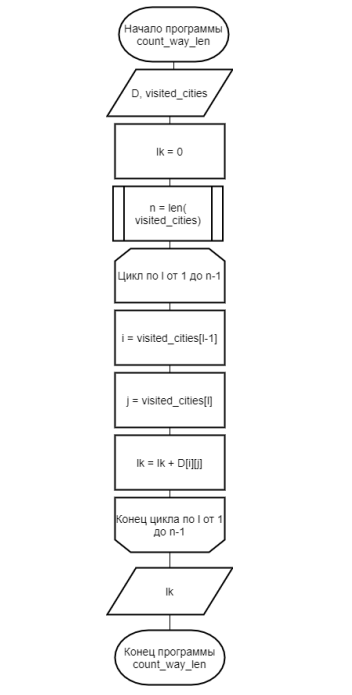 Начало программы
count_way_len
D, visited_cities
lk = 0
n = len(
visited_cities)
Цикл по l от 1 до n-1
i = visited_cities[l-1]
j = visited_cities[l]
lk = lk + D[i][j]
Конец цикла по l от 1
до n-1
lk
Конец программы
count_way_len